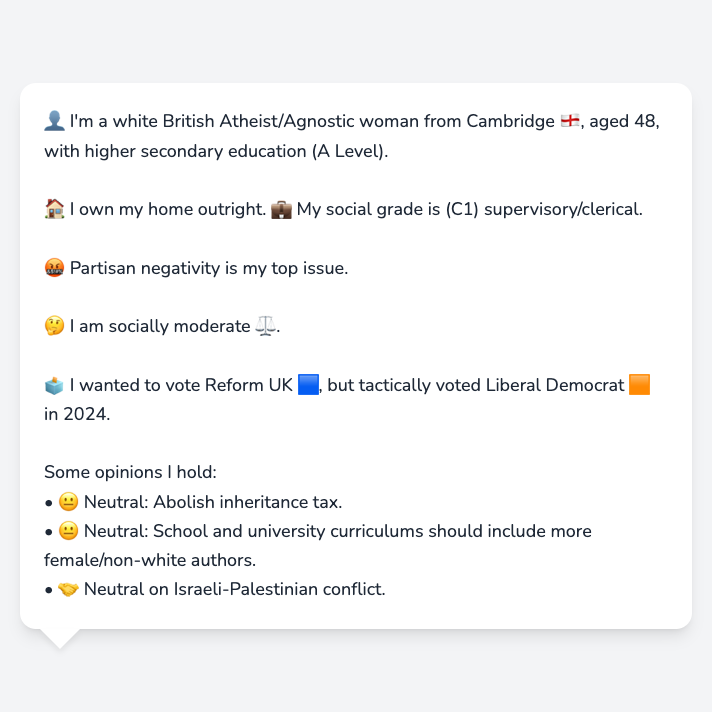 👤 I'm a white British Atheist/Agnostic woman from Cambridge 🏴󠁧󠁢󠁥󠁮󠁧󠁿, aged 48,
with higher secondary education (A Level).
🏠 I own my home outright. 💼 My social grade is (C1) supervisory/clerical.
🤬 Partisan negativity is my top issue.
🤔 I am socially moderate ⚖️.
🗳️ I wanted to vote Reform UK 🟦, but tactically voted Liberal Democrat 🟧
in 2024.
Some opinions I hold:
• 😐 Neutral: Abolish inheritance tax.
• 😐 Neutral: School and university curriculums should include more
female/non-white authors.
• 🤝 Neutral on Israeli-Palestinian conflict.